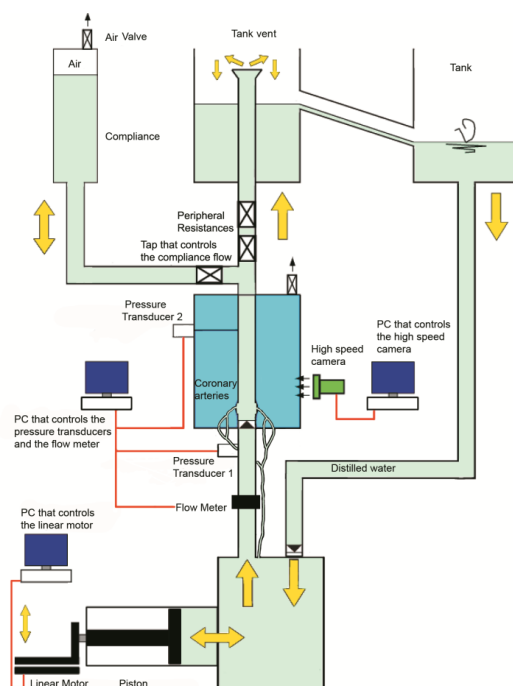 Air Valve
Air
Compliance
Tank vent
Tank
Peripheral
Resistances
Tap that controls
the compliance flow
Pressure
Transducer 2
High speed
camera
PC that controls
the high speed
camera
Coronary
arteries
PC that controls the
pressure transducers
and the flow meter
Pressure
Transducer 1
Distilled water
Flow Meter
PC that controls
the linear motor
Linear Motor
Piston